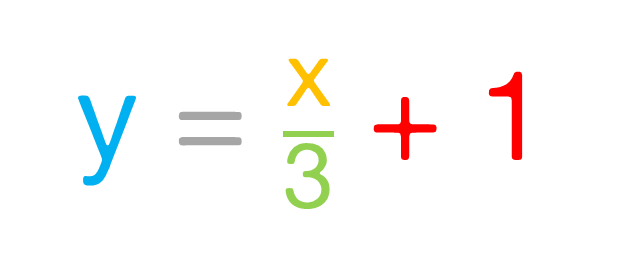 y = x/3 + 1